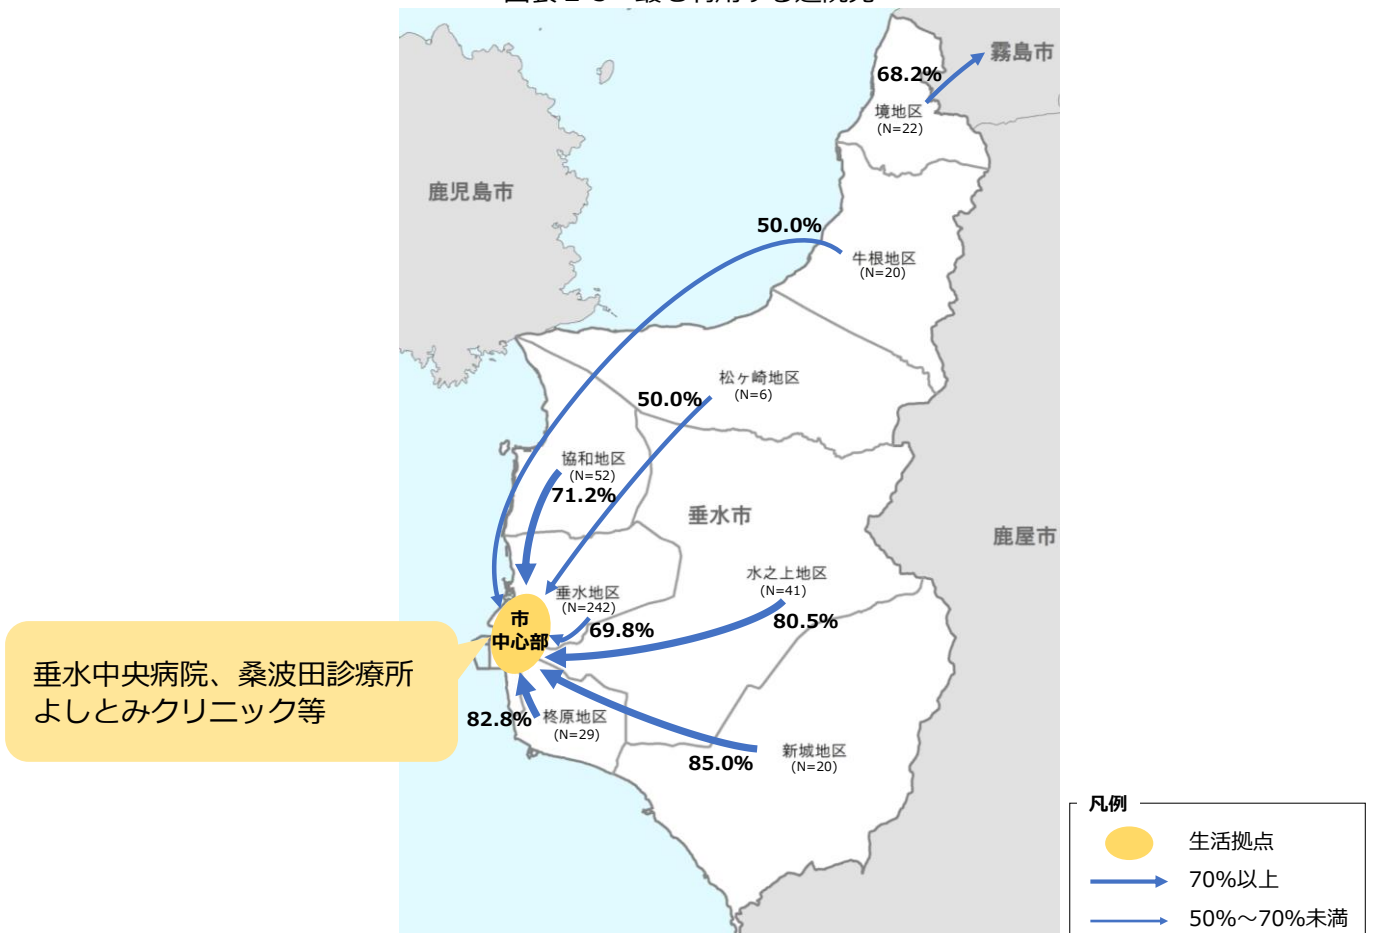 霧島市
68.2%
境地区
(N=22)
鹿児島市
50.0%
牛根地区
(N=20)
松ヶ崎地区
(N=6)
50.0%
協和地区
(N=52)
71.2%
垂水市
鹿屋市
水之上地区
(N=41)
80.5%
垂水地区
(N=242)
69.8%
市
中心部
垂水中央病院、桑波田診療所
よしとみクリニック等
82.8%
柊原地区
(N=29)
85.0%
新城地区
(N=20)
凡例
生活拠点
70%以上
50%～70%未満